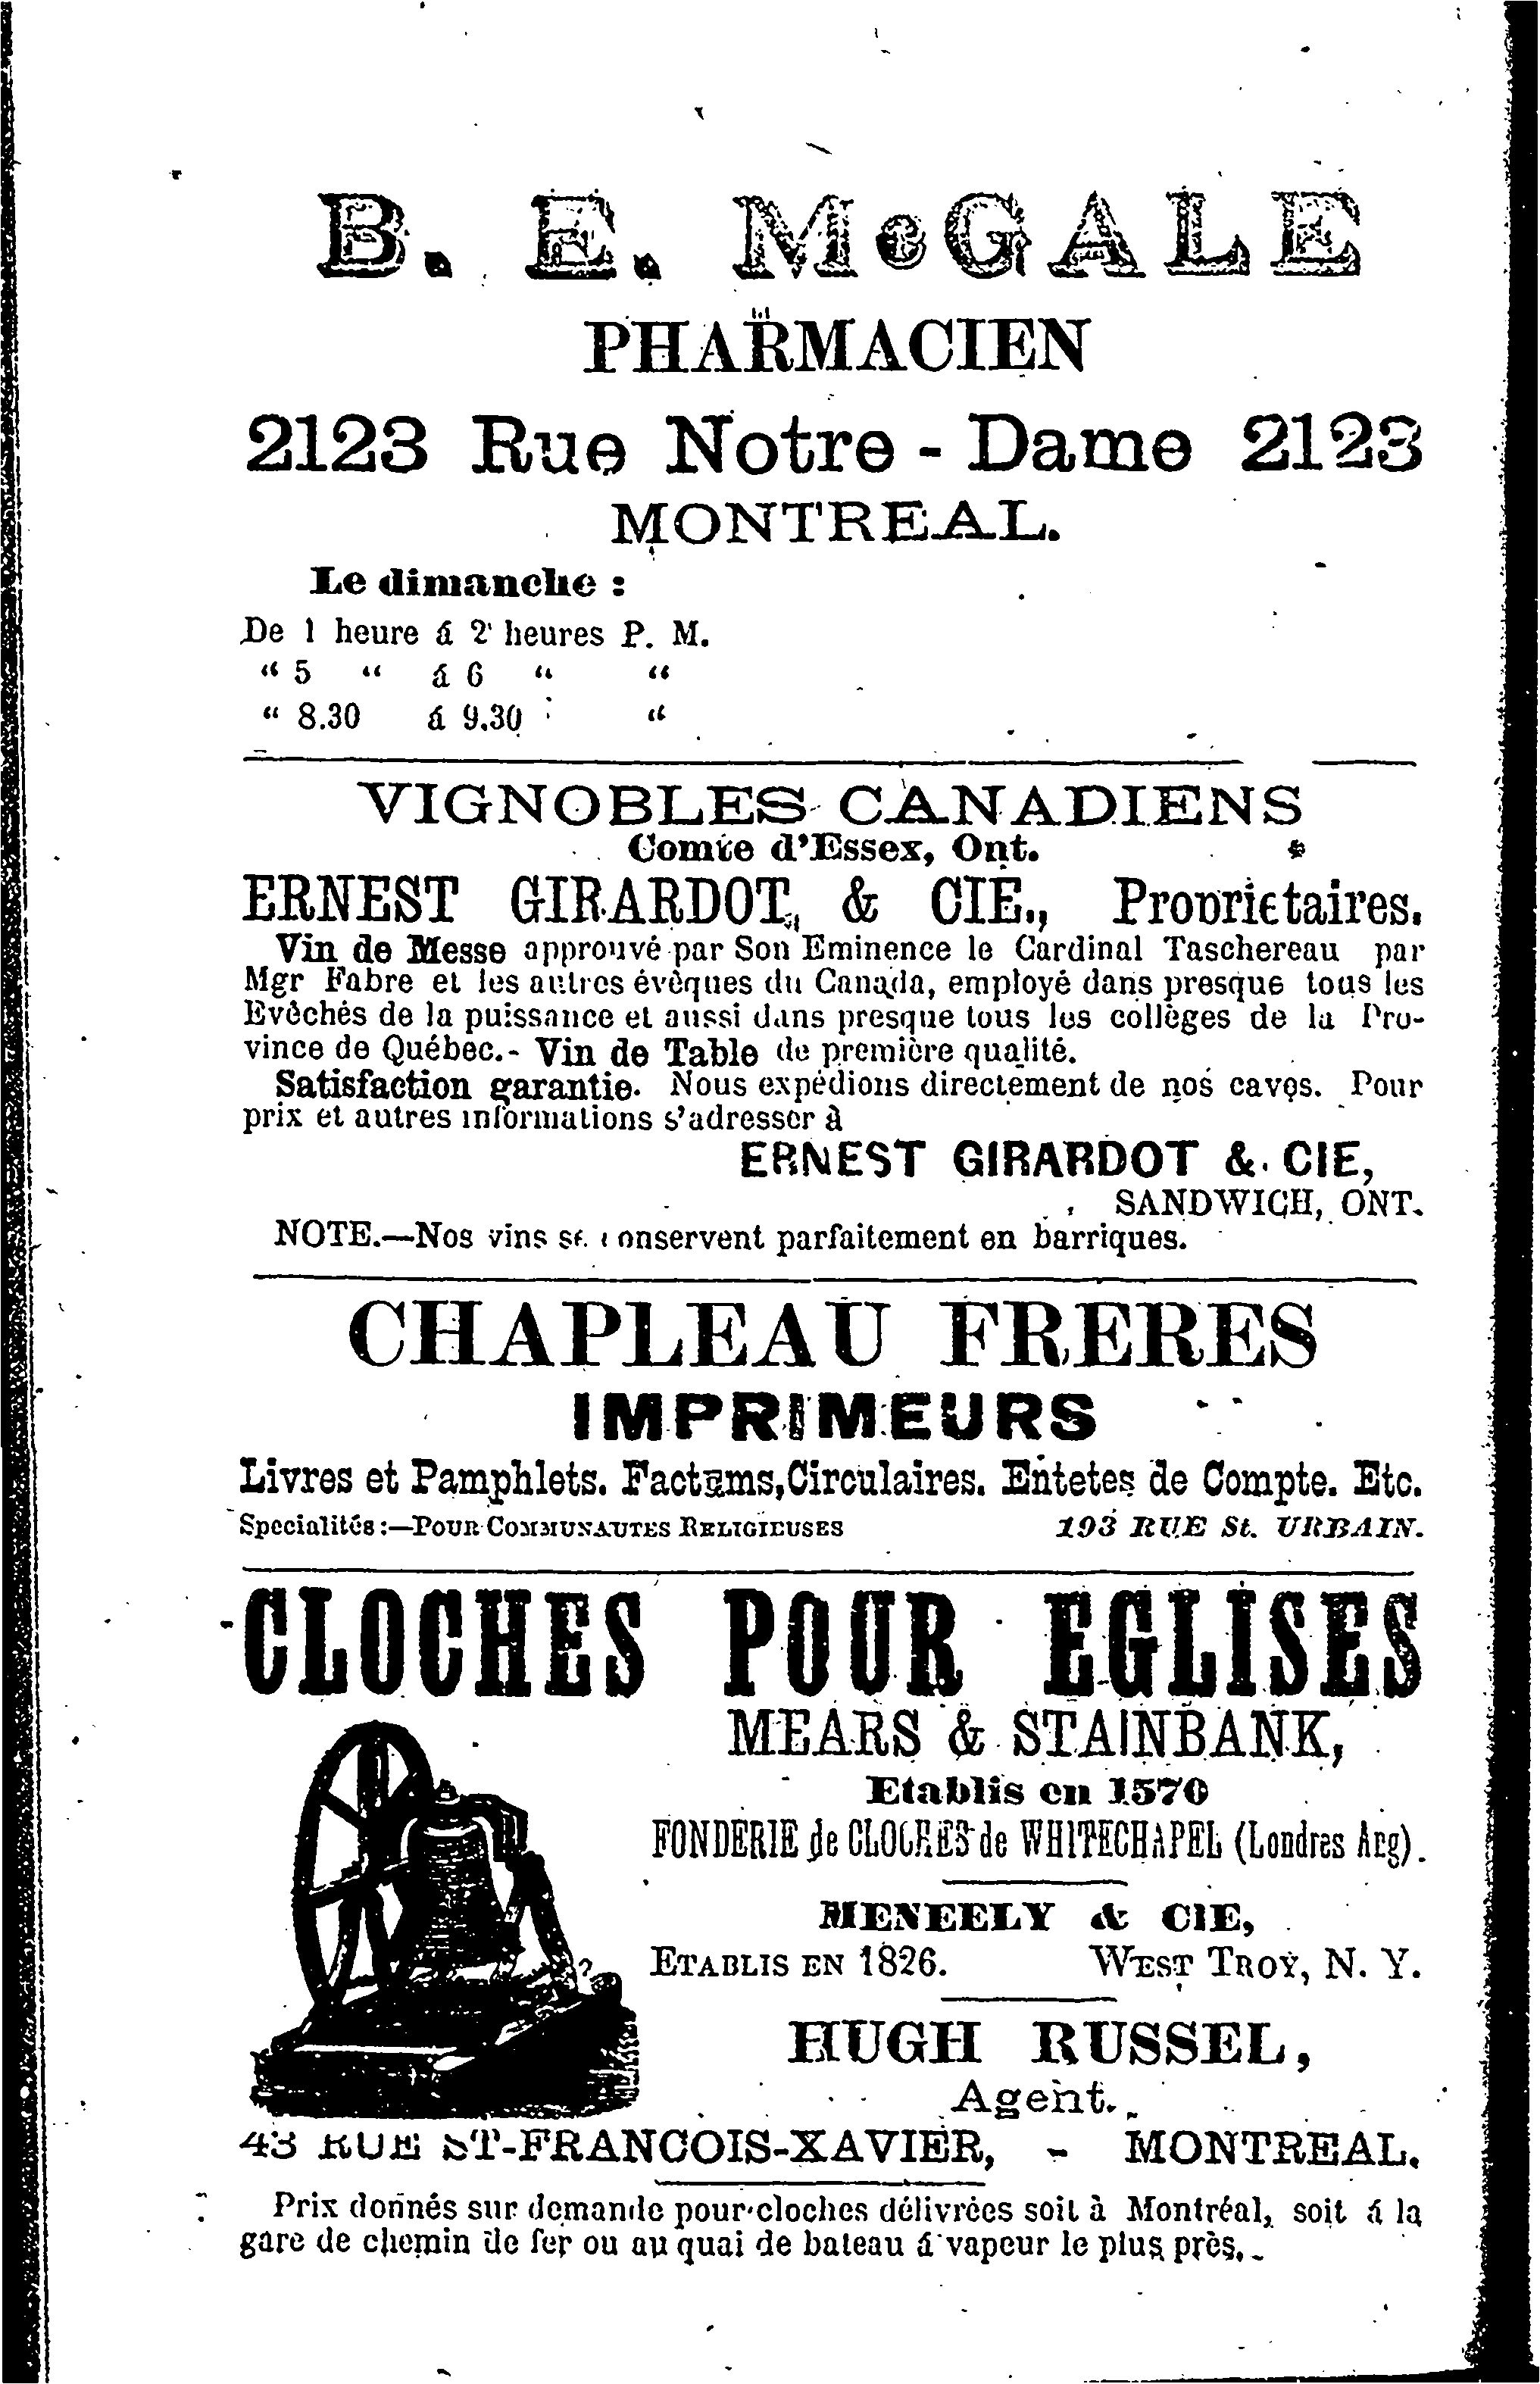 B. E. McGALE
PHARMACIEN
2123 Rue Notre - Dame 2123
MONTREAL.
Le dimanche :
De 1 heure á 2 heures P. M.
“ 5 “ á 6 “ “
“ 8.30 á 9.30 “
VIGNOBLES CANADIENS
Comte d'Essex, Ont.
ERNEST GIRARDOT, & CIE., Proprietaires.
Vin de Messe approuvé par Son Eminence le Cardinal Taschereau par
Mgr Fabre et les autres évêques du Canada, employé dans presque tous les
Evêchés de la puissance et aussi dans presque tous les collèges de la Pro-
vince de Québec.- Vin de Table de première qualité.
Satisfaction garantie. Nous expédions directement de nos caves. Pour
prix et autres informations s'adresser à
ERNEST GIRARDOT & CIE,
SANDWICH, ONT.
NOTE.—Nos vins se conservent parfaitement en barriques.
CHAPLEAU FRERES
IMPRIMEURS
Livres et Pamphlets. Factums, Circulaires. Entetes de Compte. Etc.
Specialités :—POUR COMMUNAUTES RELIGIEUSES 193 RUE St. URBAIN.
CLOCHES POUR EGLISES
MEARS & STAINBANK,
Etablis en 1570
FONDERIE de CLOCHES de WHITECHAPEL (Londres Arg).
MENEELY & CIE,
ETABLIS EN 1826. WEST TROY, N. Y.
HUGH RUSSEL,
Agent.
43 RUE ST-FRANCOIS-XAVIER, - MONTREAL.
Prix donnés sur demande pour cloches délivrées soit à Montréal, soit á la
gare de chemin de fer ou au quai de bateau á vapeur le plus près.